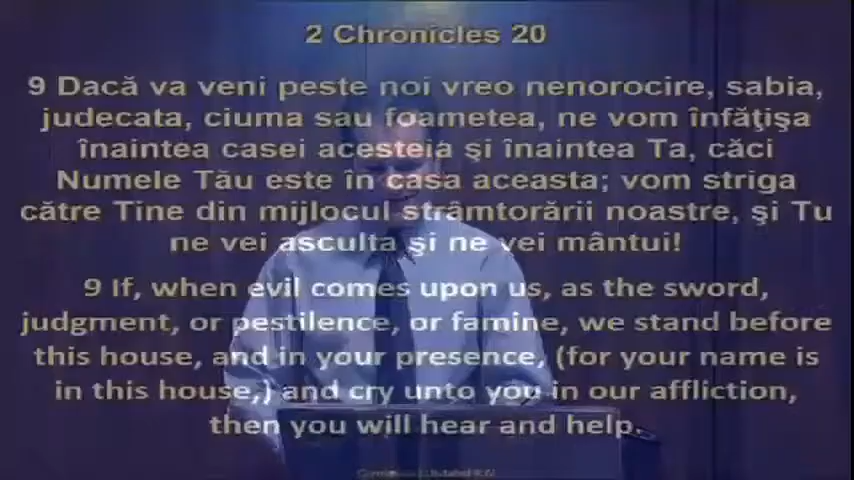 2 Chronicles 20
9 Dacă va veni peste noi vreo nenorocire, sabia,
judecata, ciuma sau foametea, ne vom înfăţişa
înaintea casei acesteia şi înaintea Ta, căci
Numele Tău este în casa aceasta; vom striga
către Tine din mijlocul strâmtorării noastre, şi Tu
ne vei asculta şi ne vei mântui!
9 If, when evil comes upon us, as the sword,
judgment, or pestilence, or famine, we stand before
this house, and in your presence, (for your name is
in this house,) and cry unto you in our affliction,
then you will hear and help.